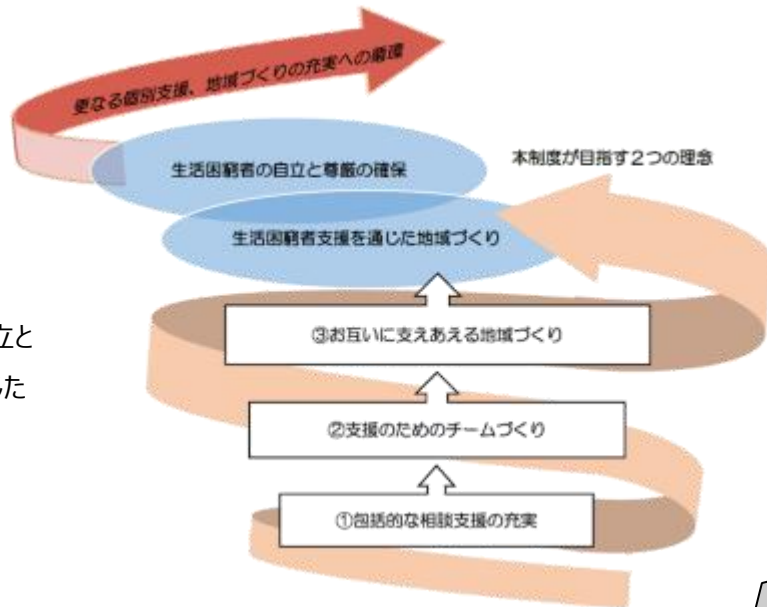 更なる個別支援、地域づくりの充実への循環
生活困窮者の自立と尊厳の確保
本制度が目指す2つの理念
生活困窮者支援を通じた地域づくり
立と
た
③お互いに支えあえる地域づくり
②支援のためのチームづくり
①包括的な相談支援の充実